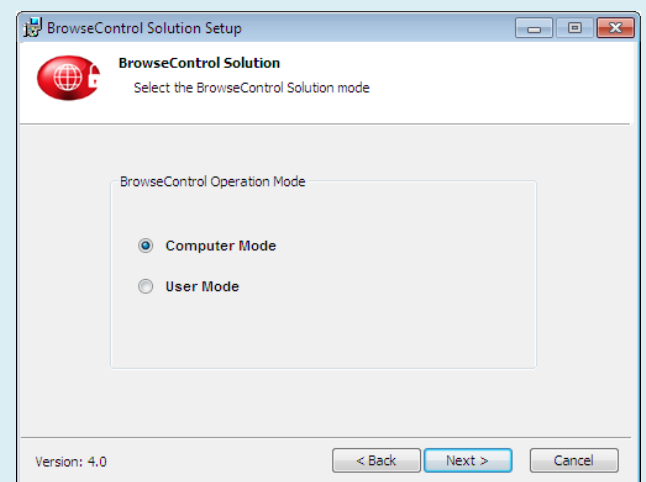 BrowseControl Solution Setup
BrowseControl Solution
Select the BrowseControl Solution mode
BrowseControl Operation Mode
Computer Mode
User Mode
Version: 4.0
< Back
Next >
Cancel